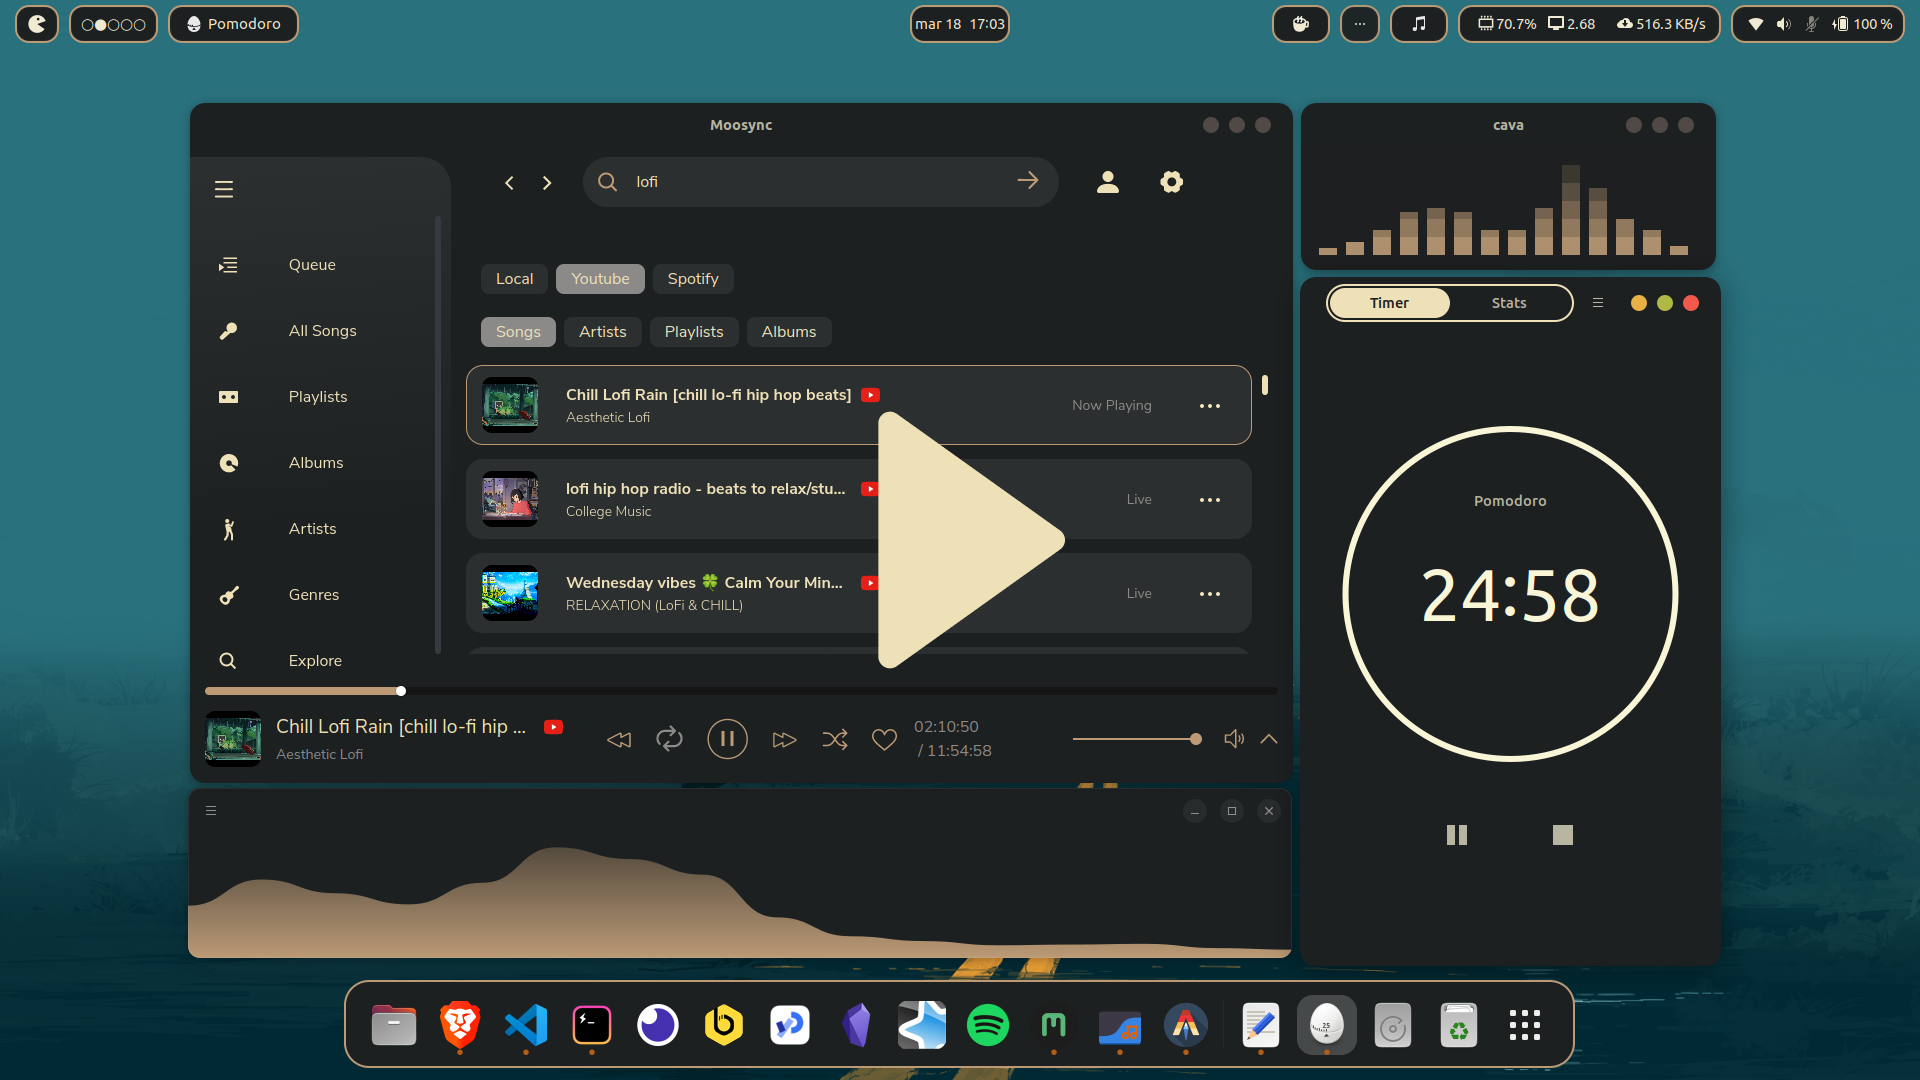 Pomodoro
mar 18 17:03
70.7%
2.68
516.3 KB/s
100 %
Moosync
lofi
Queue
All Songs
Playlists
Albums
Artists
Genres
Explore
Local
Youtube
Spotify
Songs
Artists
Playlists
Albums
Chill Lofi Rain [chill lo-fi hip hop beats]
Aesthetic Lofi
Now Playing
lofi hip hop radio - beats to relax/stu...
College Music
Live
Wednesday vibes 🍀 Calm Your Min...
RELAXATION (LoFi & CHILL)
Live
Chill Lofi Rain [chill lo-fi hip ...
Aesthetic Lofi
02:10:50
/ 11:54:58
cava
Timer
Stats
Pomodoro
24:58
25